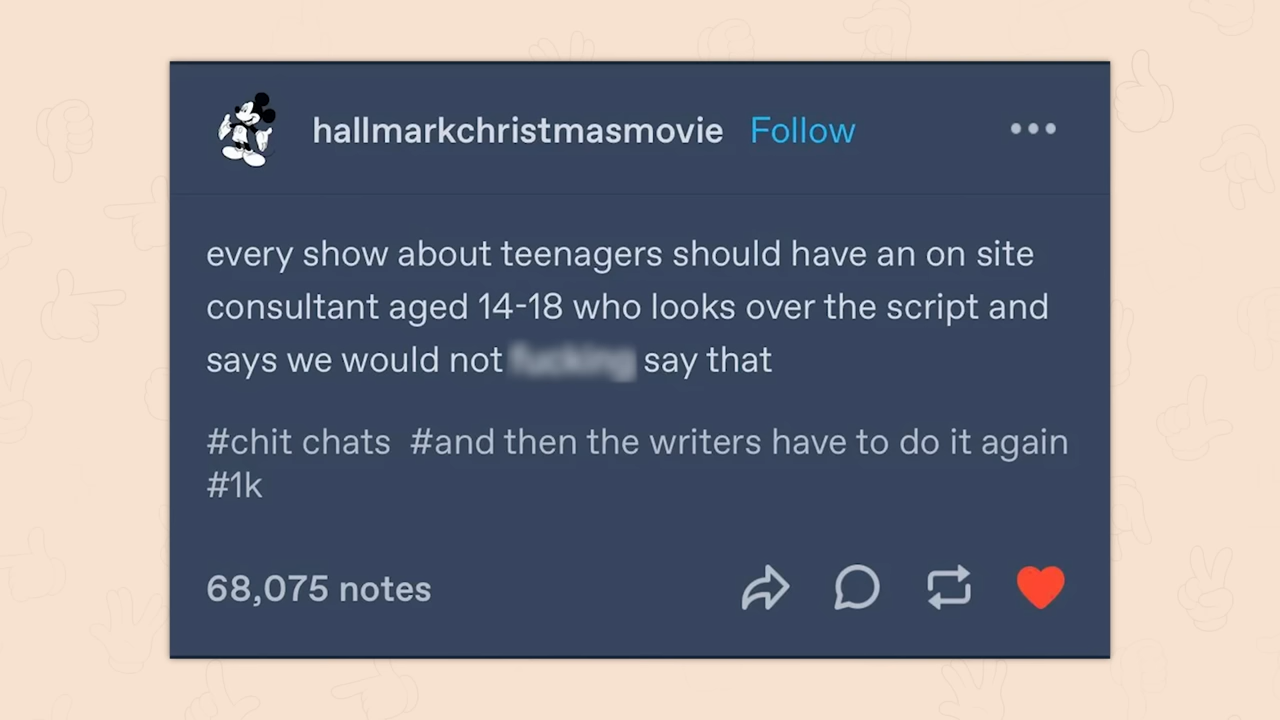 hallmarkchristmasmovie Follow
every show about teenagers should have an on site
consultant aged 14-18 who looks over the script and
says we would not fucking say that
#chit chats #and then the writers have to do it again
#1k
68,075 notes